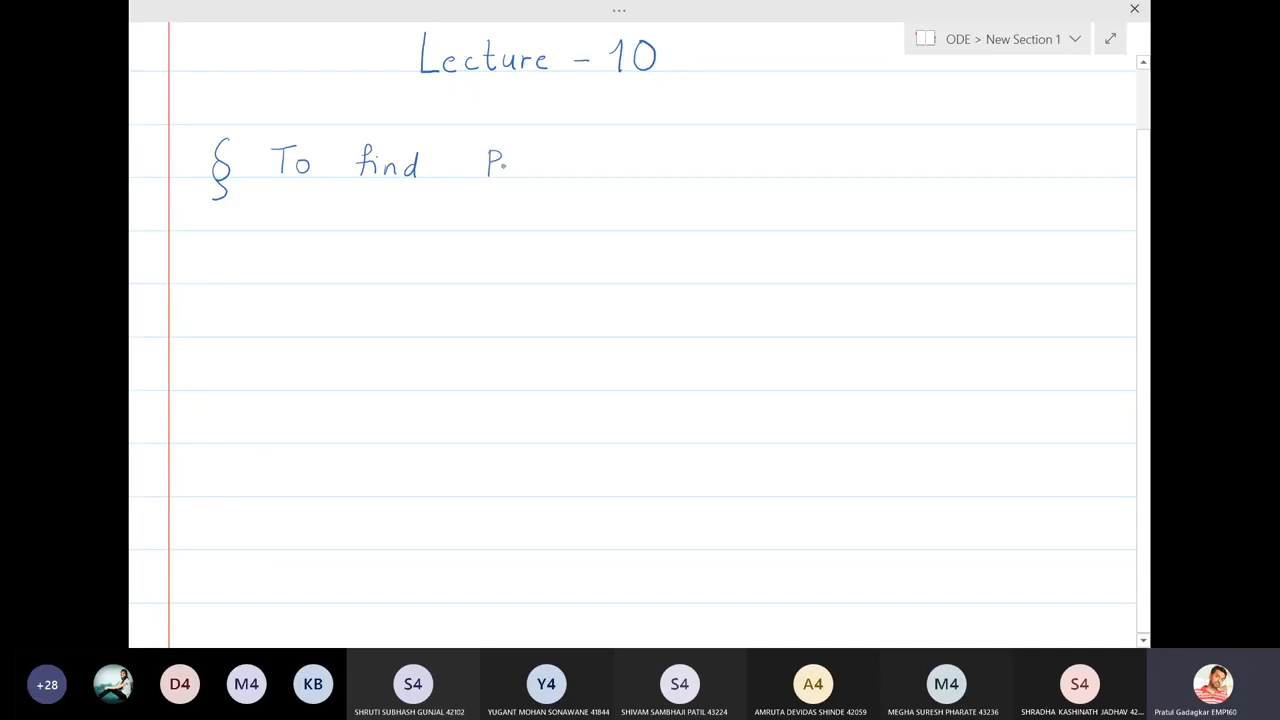 ...
ODE > New Section 1
Lecture - 10
§ To find P
+28
D4
M4
KB
S4
Y4
S4
A4
M4
S4
SHRUTI SUBHASH GUNJAL 42102
YUGANT MOHAN SONAWANE 41844
SHIVAM SAMBHAJI PATIL 43224
AMRUTA DEVIDAS SHINDE 42059
MEGHA SURESH PHARATE 43236
SHRADHA KASHINATH JADHAV 42...
Pratul Gadagkar EMP160